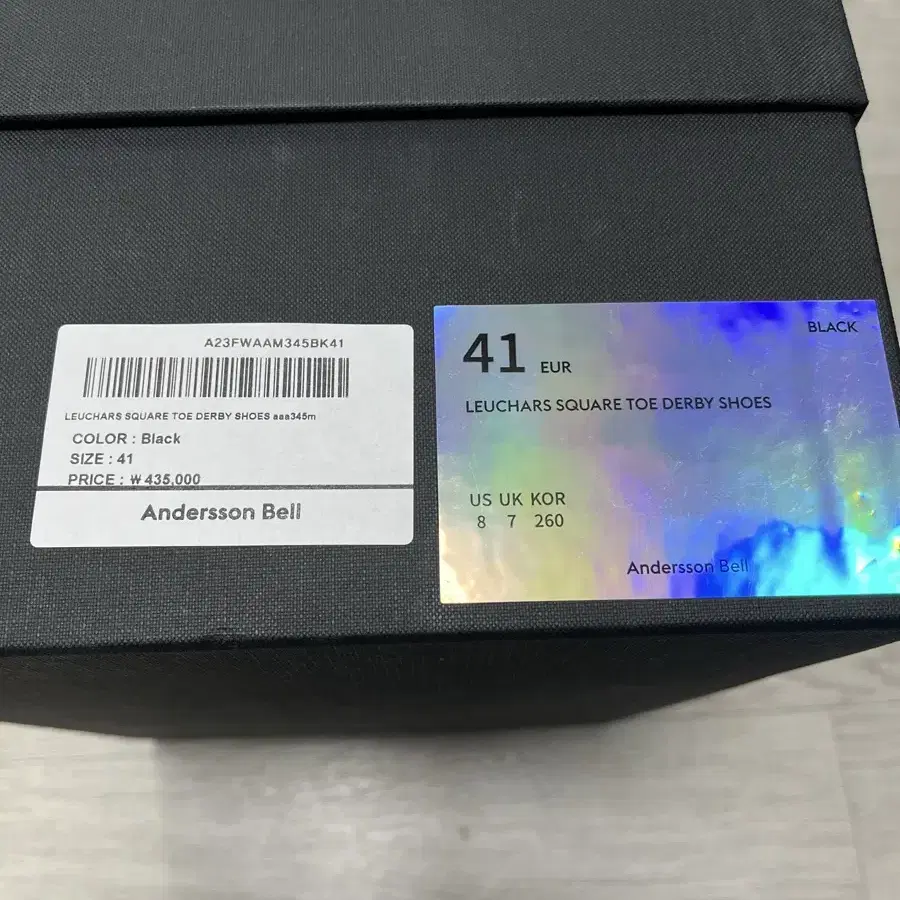 A23FWAAM345BK41
LEUCHARS SQUARE TOE DERBY SHOES aaa345m
COLOR : Black
SIZE : 41
PRICE : ₩435,000
Andersson Bell
BLACK
41 EUR
LEUCHARS SQUARE TOE DERBY SHOES
US UK KOR
8 7 260
Andersson Bell